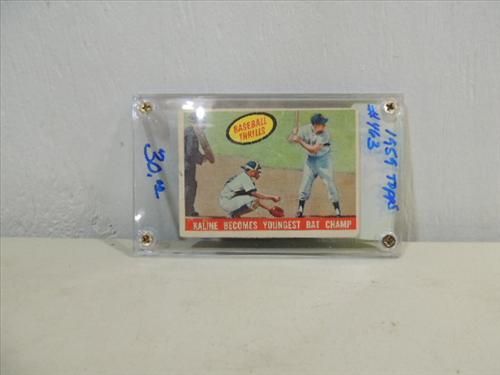 BASEBALL
THRILLS
KALINE BECOMES YOUNGEST BAT CHAMP
1959 TOPPS
#463
30.00